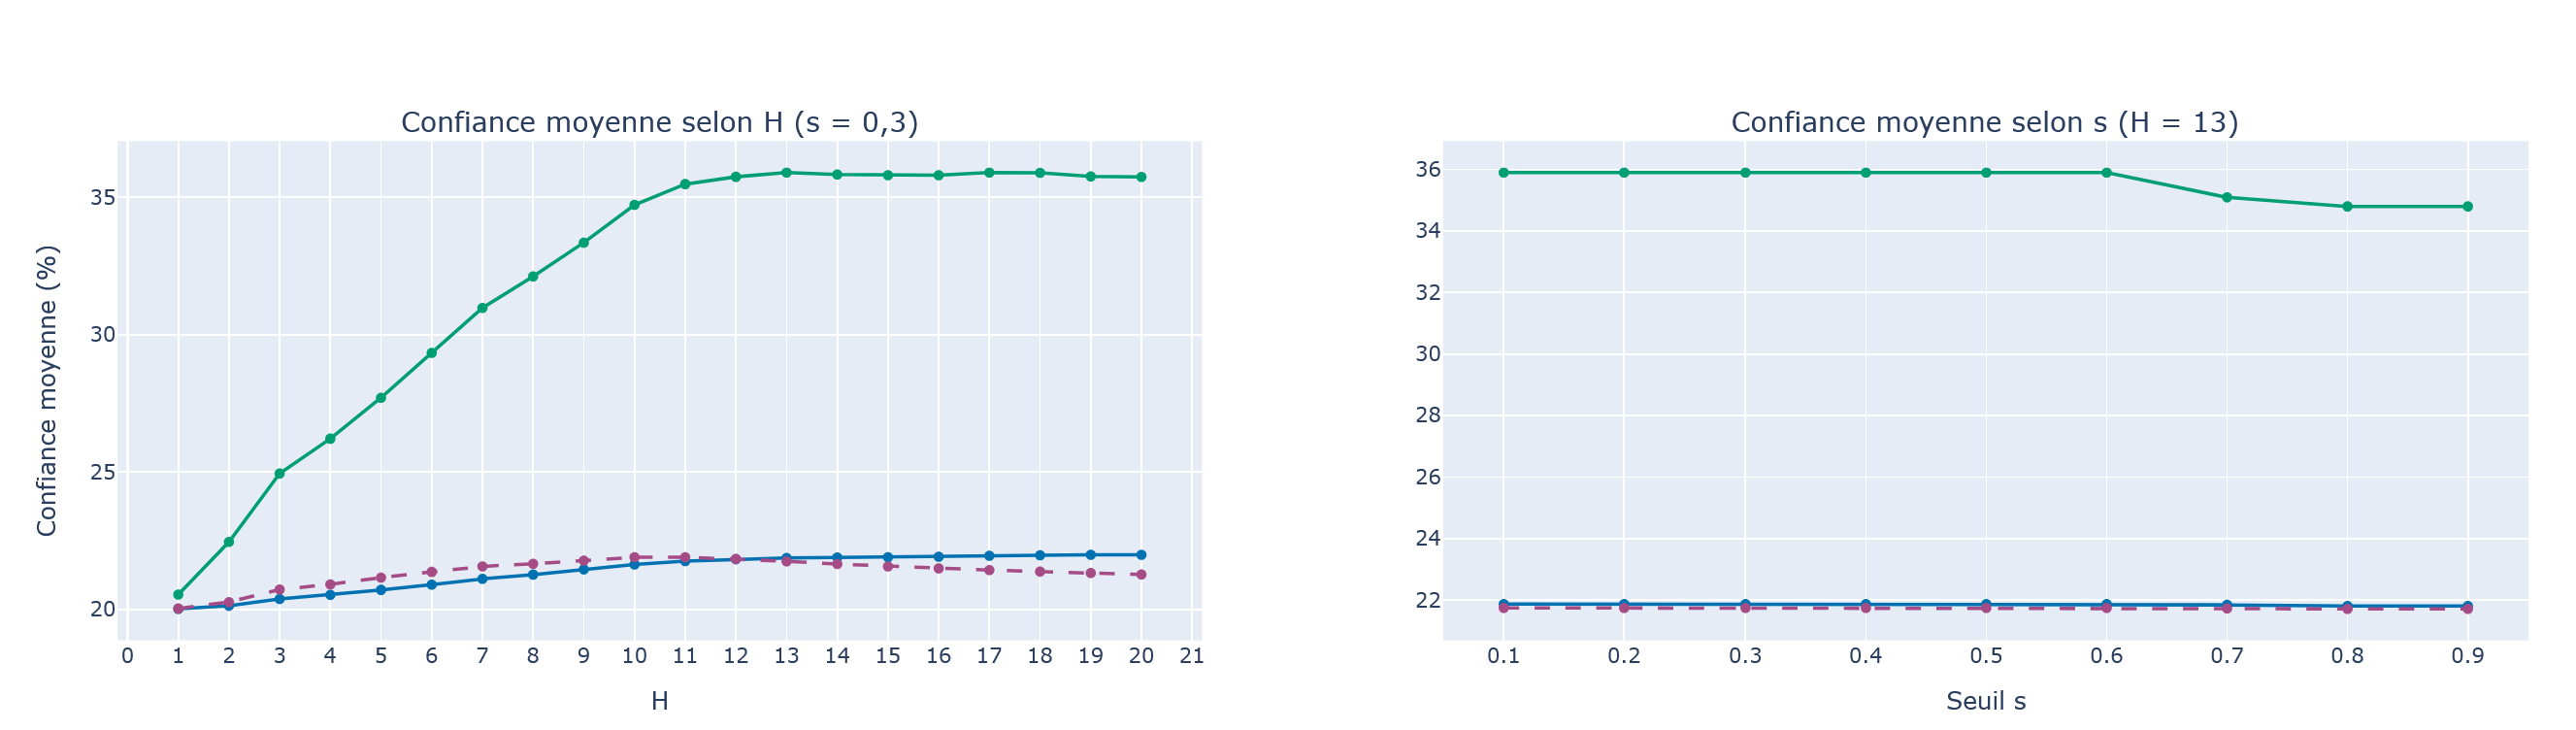 Confiance moyenne selon H (s = 0,3)
Confiance moyenne (%)
35
30
25
20
0 1 2 3 4 5 6 7 8 9 10 11 12 13 14 15 16 17 18 19 20 21
H
Confiance moyenne selon s (H = 13)
36
34
32
30
28
26
24
22
0.1 0.2 0.3 0.4 0.5 0.6 0.7 0.8 0.9
Seuil s